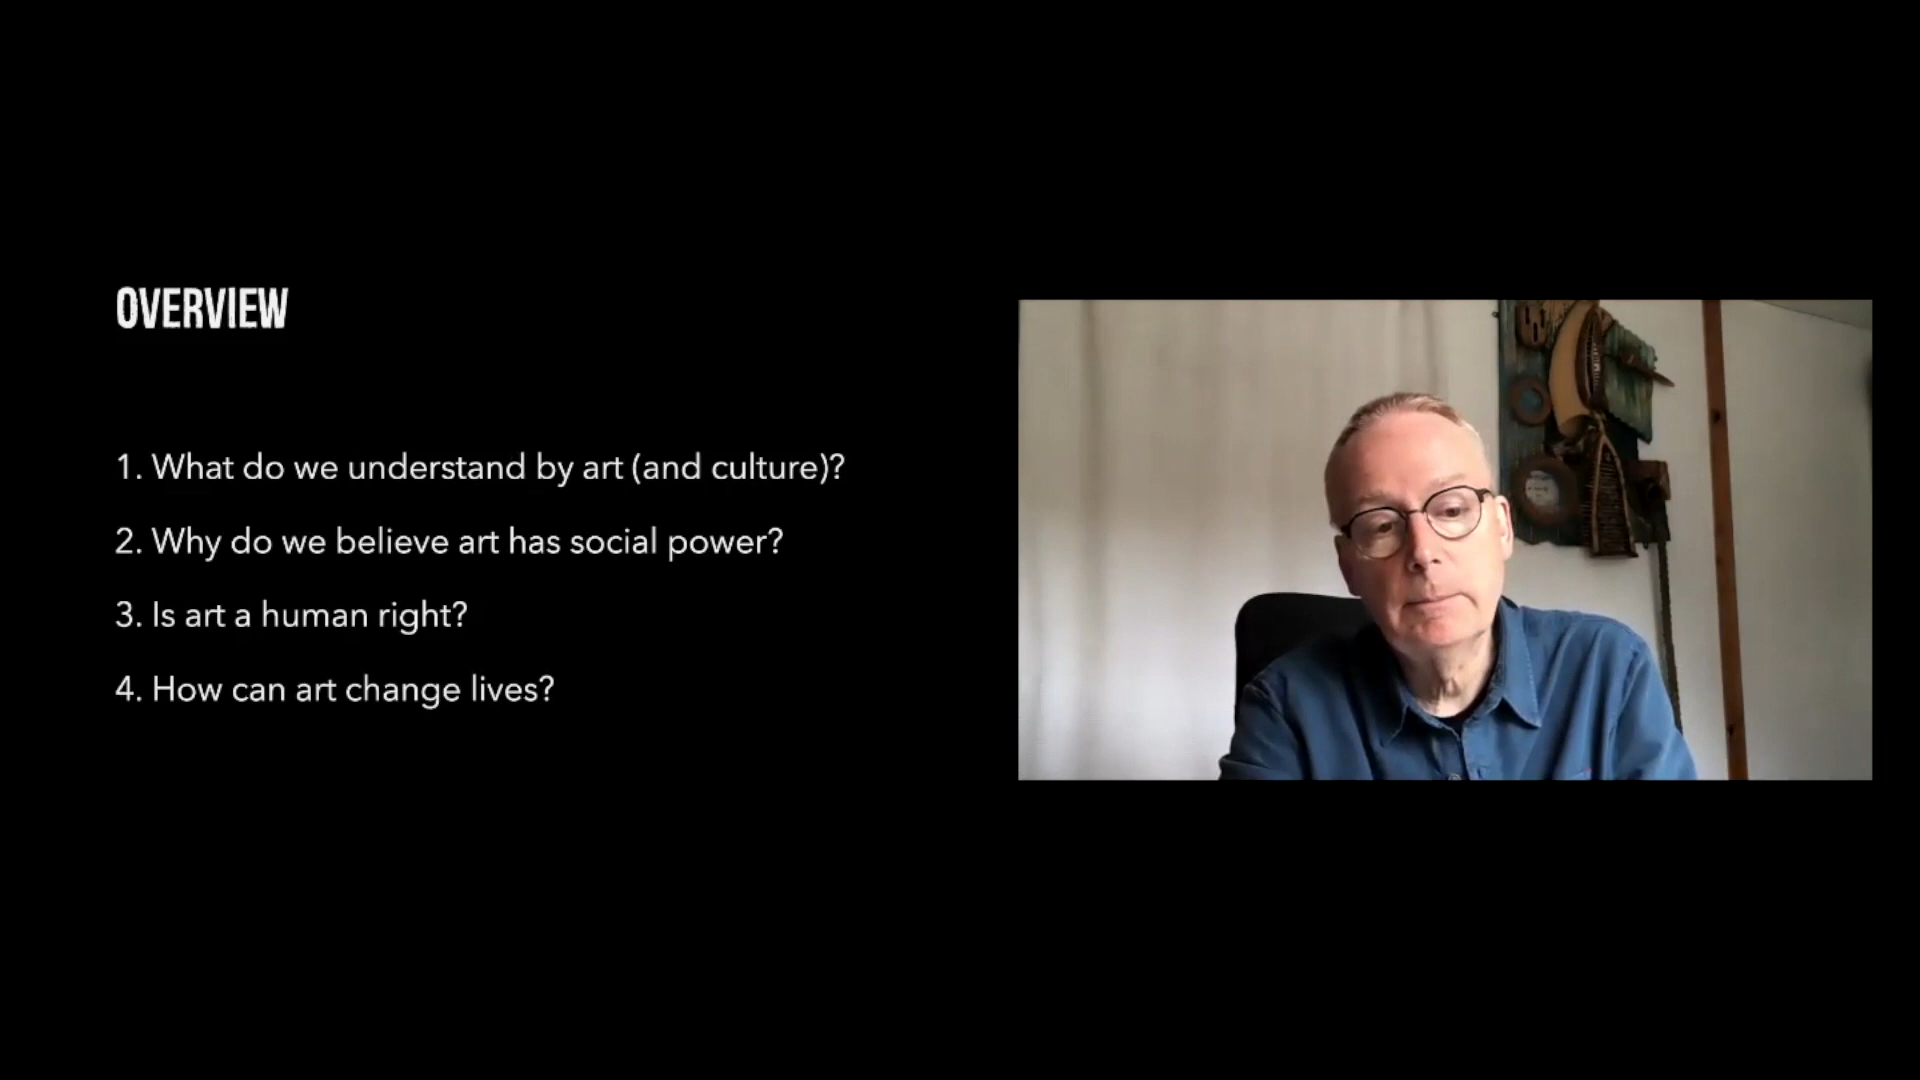 OVERVIEW
1. What do we understand by art (and culture)?
2. Why do we believe art has social power?
3. Is art a human right?
4. How can art change lives?